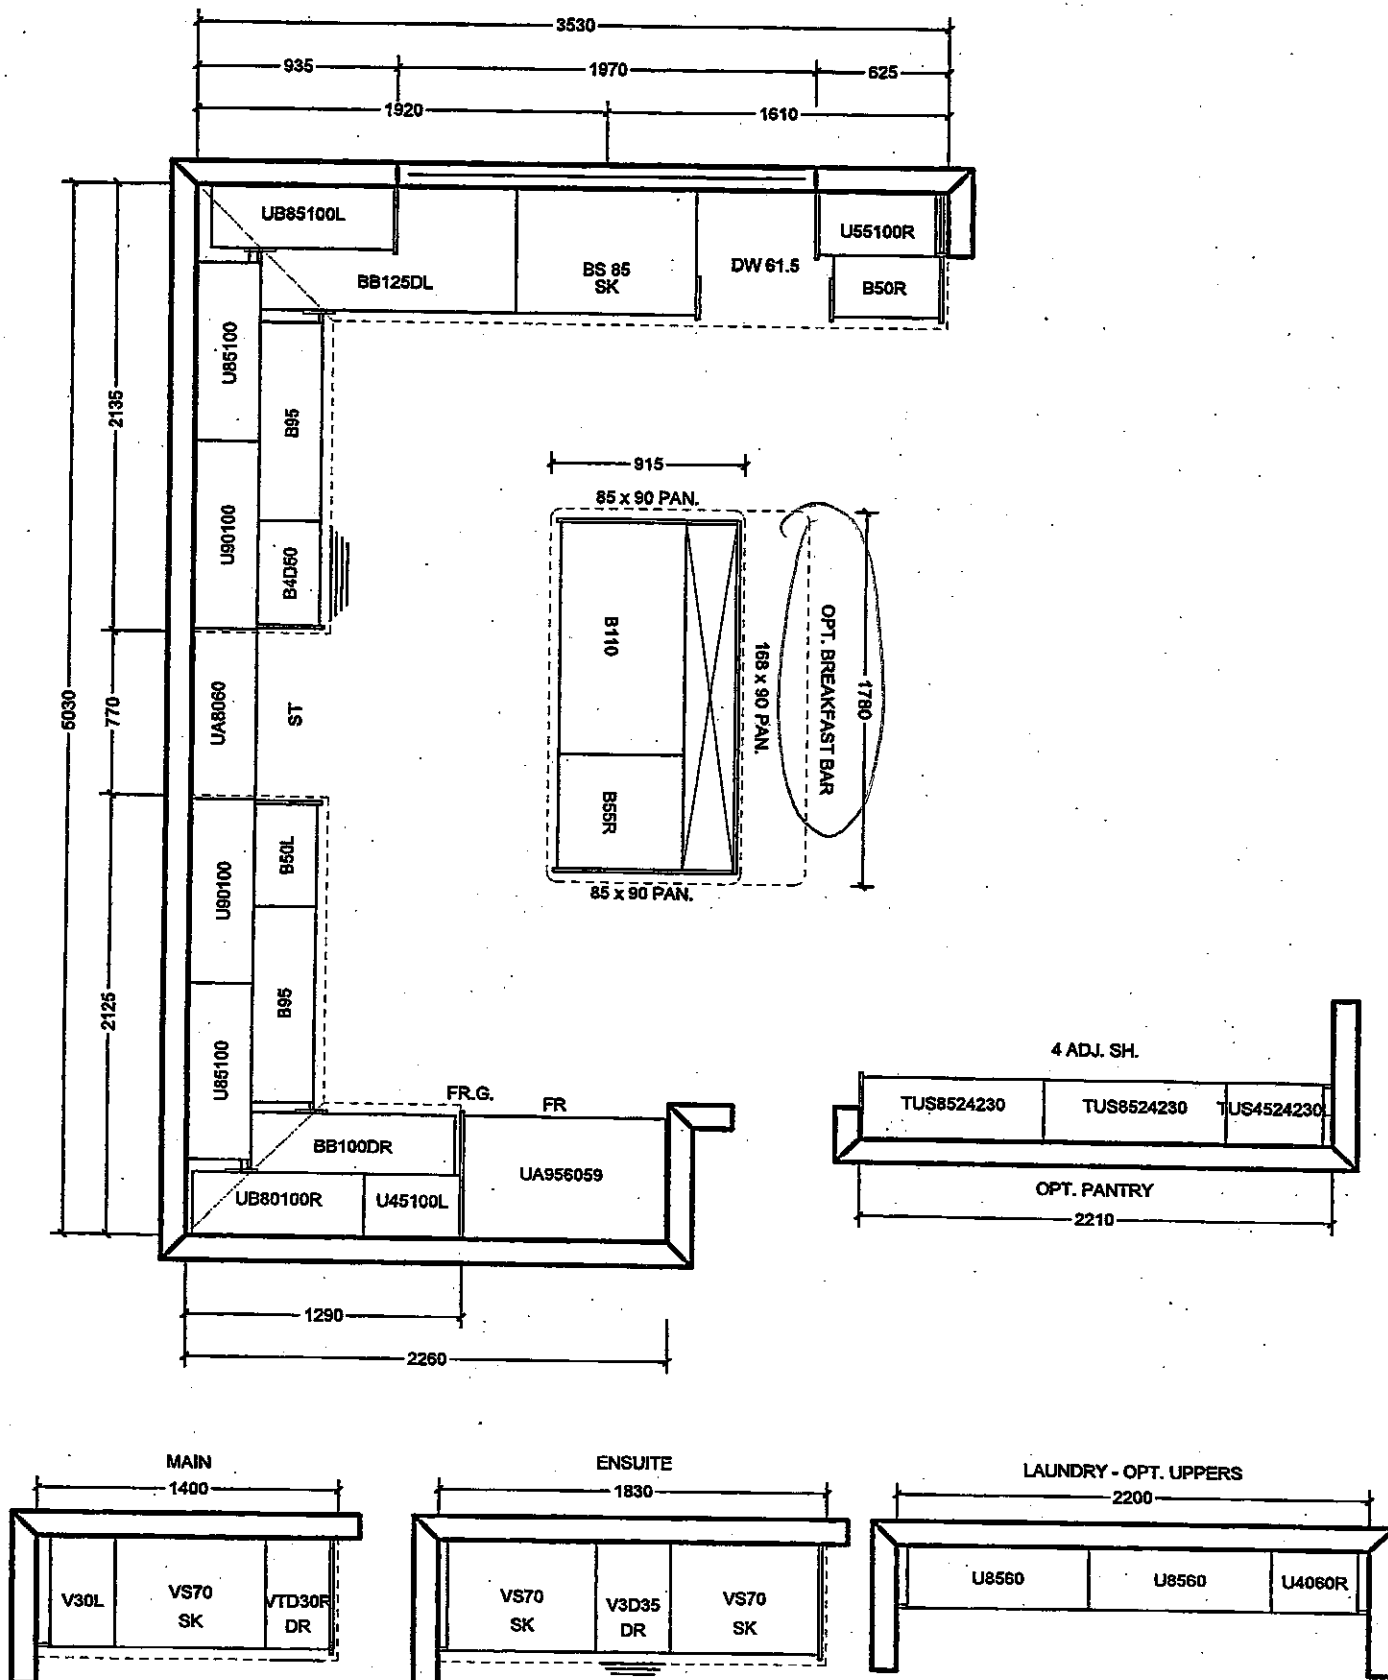 3530
935
1970
625
1920
1610
UB85100L
U55100R
BB125DL
BS 85
SK
DW 61.5
B50R
U85100
B95
2135
U90100
B4D50
5030
770
UA8060
ST
915
85 x 90 PAN.
B110
B55R
168 x 90 PAN.
OPT. BREAKFAST BAR
1780
85 x 90 PAN.
U90100
B50L
2125
B95
U85100
FR.G.
FR
BB100DR
UA956059
UB80100R
U45100L
1290
2260
4 ADJ. SH.
TUS8524230
TUS8524230
TUS4524230
OPT. PANTRY
2210
MAIN
1400
V30L
VS70
SK
VTD30R
DR
ENSUITE
1830
VS70
SK
V3D35
DR
VS70
SK
LAUNDRY - OPT. UPPERS
2200
U8560
U8560
U4060R